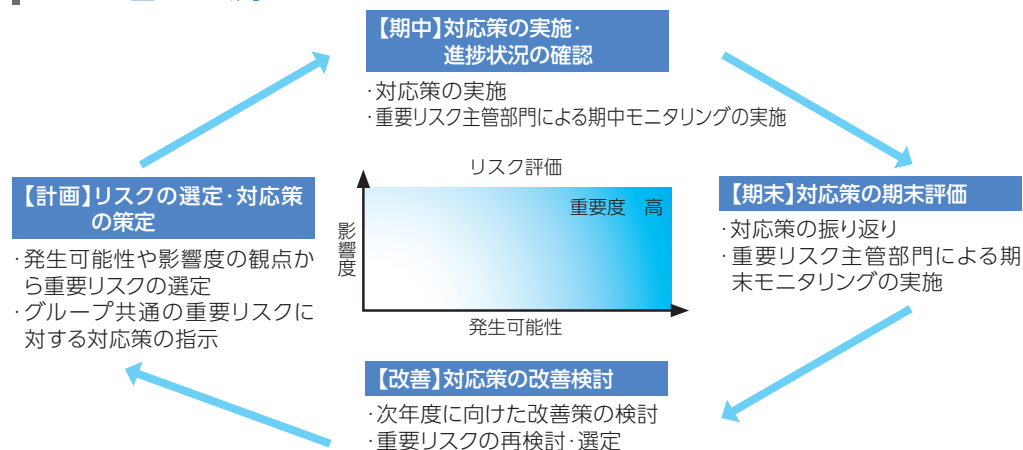 【期中】対応策の実施・
進捗状況の確認
・対応策の実施
・重要リスク主管部門による期中モニタリングの実施
【計画】リスクの選定・対応策
の策定
・発生可能性や影響度の観点か
ら重要リスクの選定
・グループ共通の重要リスクに
対する対応策の指示
リスク評価
重要度 高
影響度
発生可能性
【期末】対応策の期末評価
・対応策の振り返り
・重要リスク主管部門による期
末モニタリングの実施
【改善】対応策の改善検討
・次年度に向けた改善策の検討
・重要リスクの再検討・選定